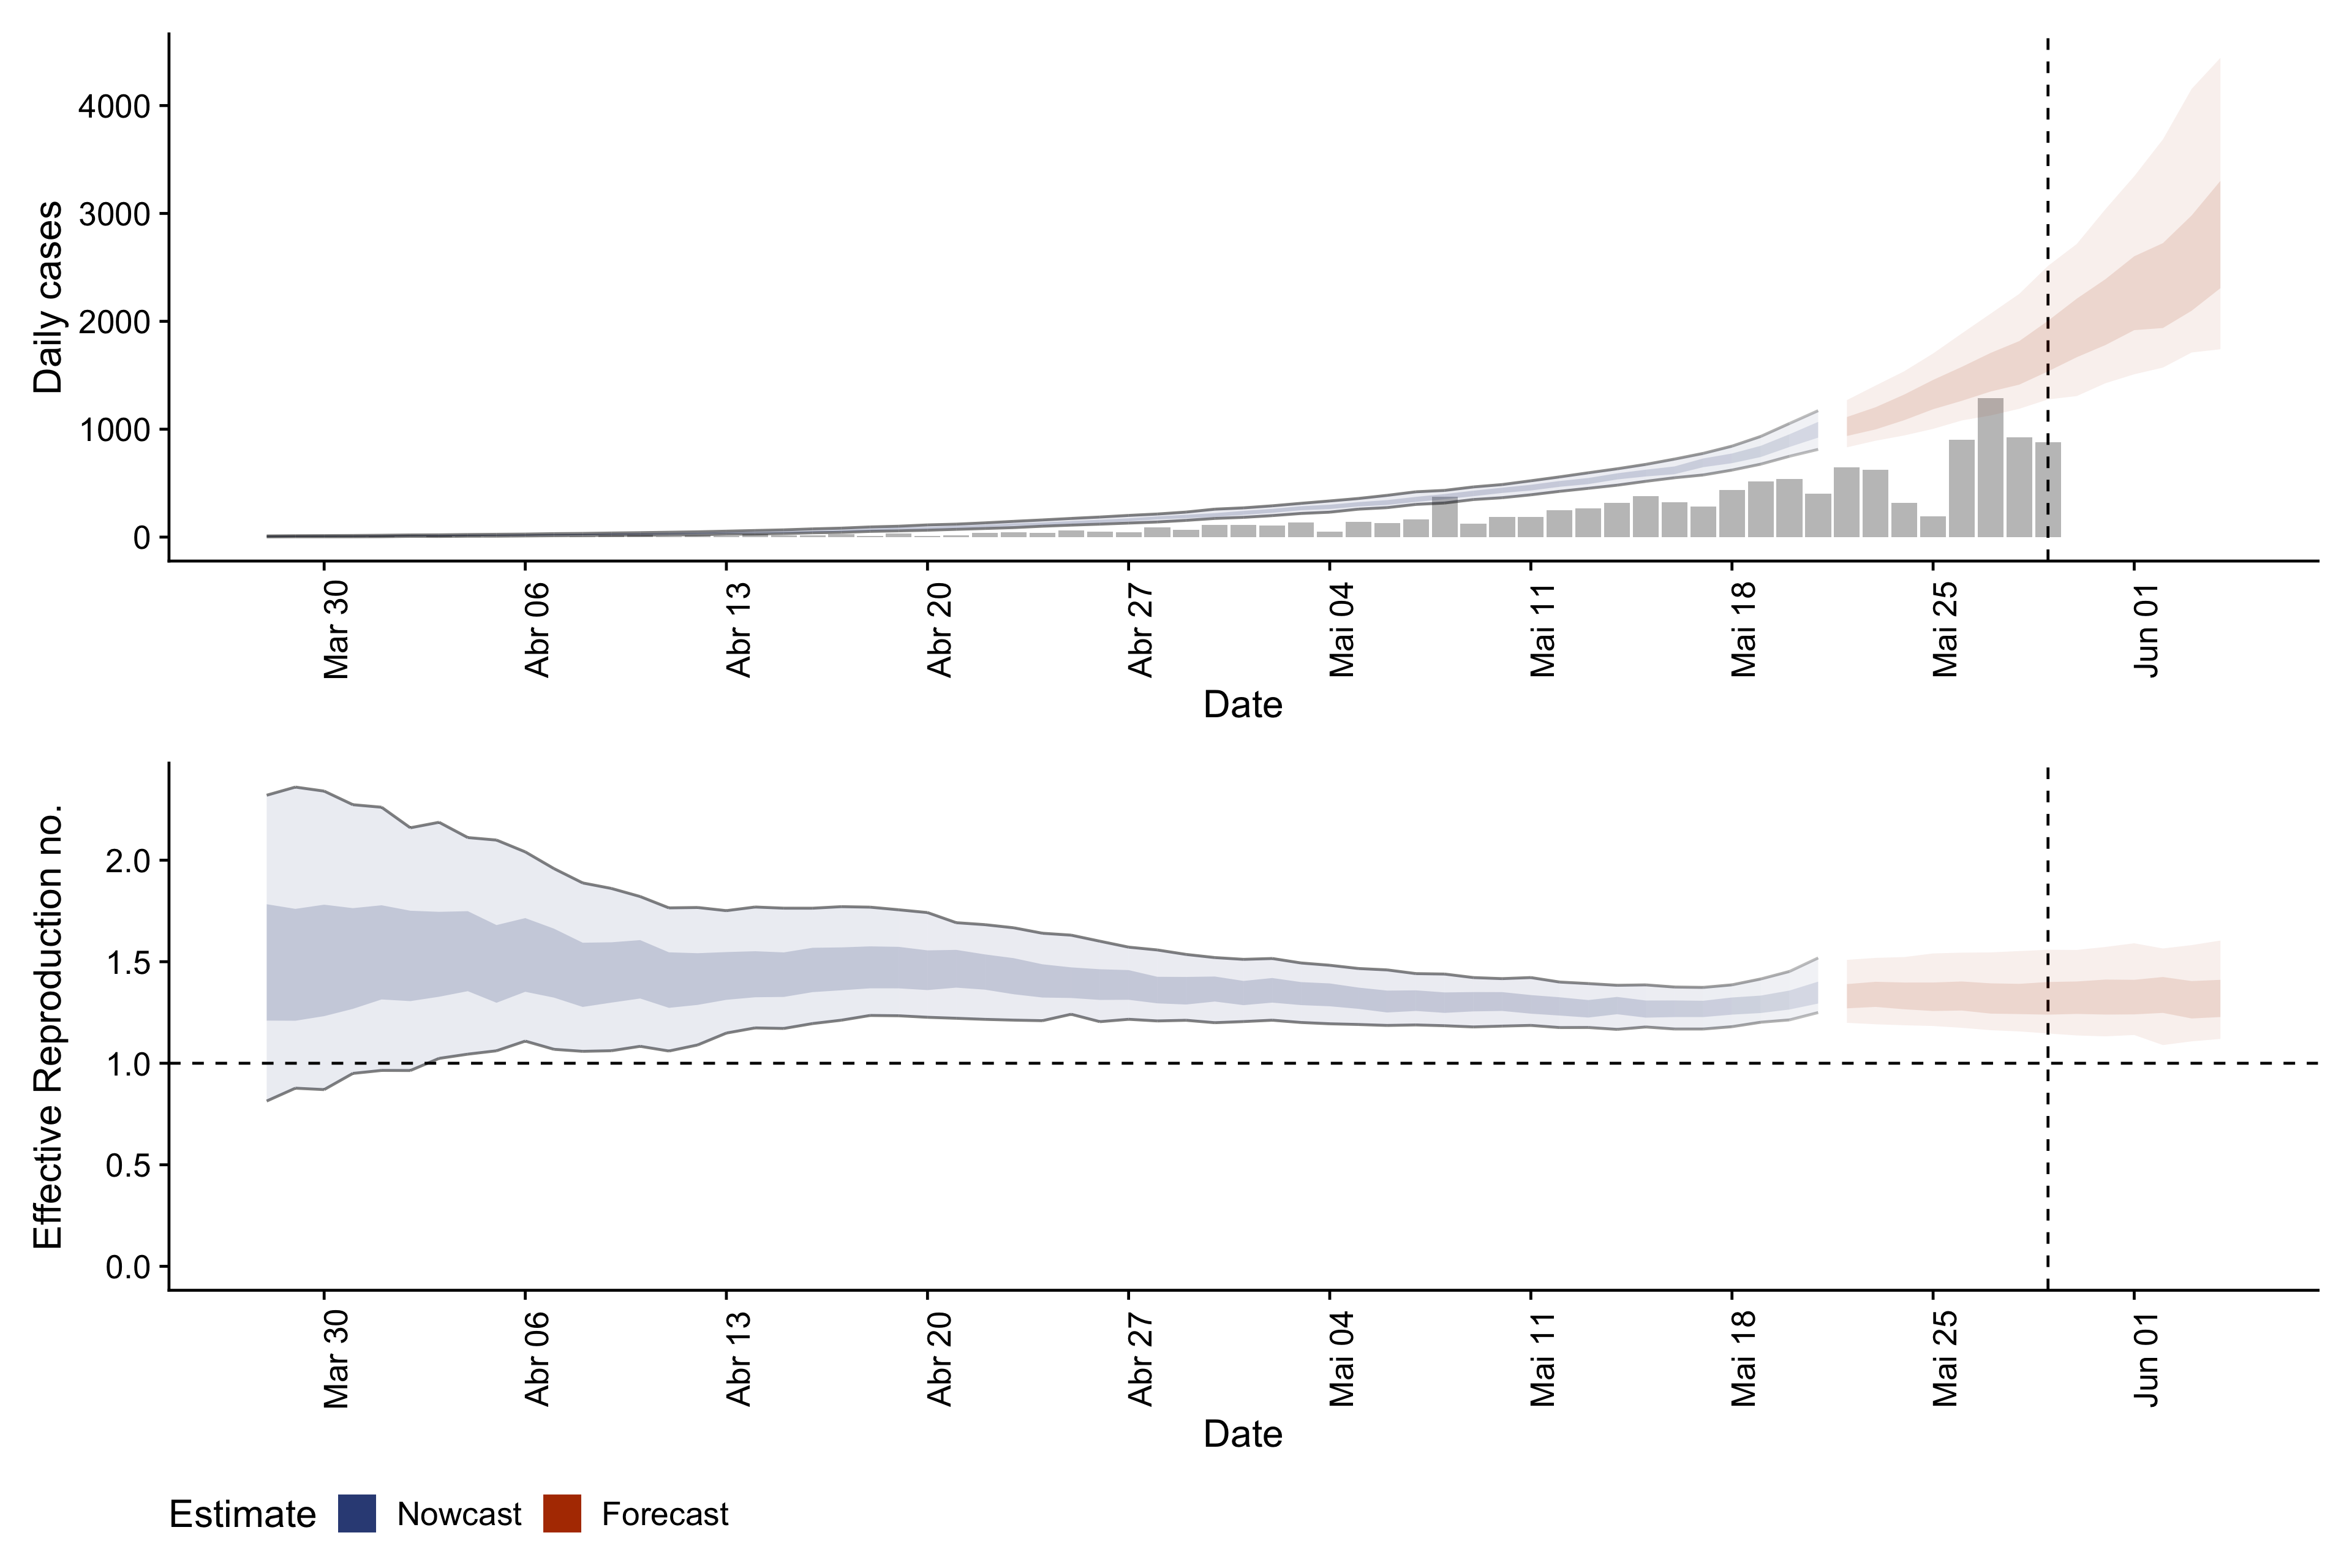 Daily cases
4000
3000
2000
1000
0
Mar 30
Abr 06
Abr 13
Abr 20
Abr 27
Mai 04
Mai 11
Mai 18
Mai 25
Jun 01
Date
Effective Reproduction no.
2.0
1.5
1.0
0.5
0.0
Mar 30
Abr 06
Abr 13
Abr 20
Abr 27
Mai 04
Mai 11
Mai 18
Mai 25
Jun 01
Date
Estimate Nowcast Forecast